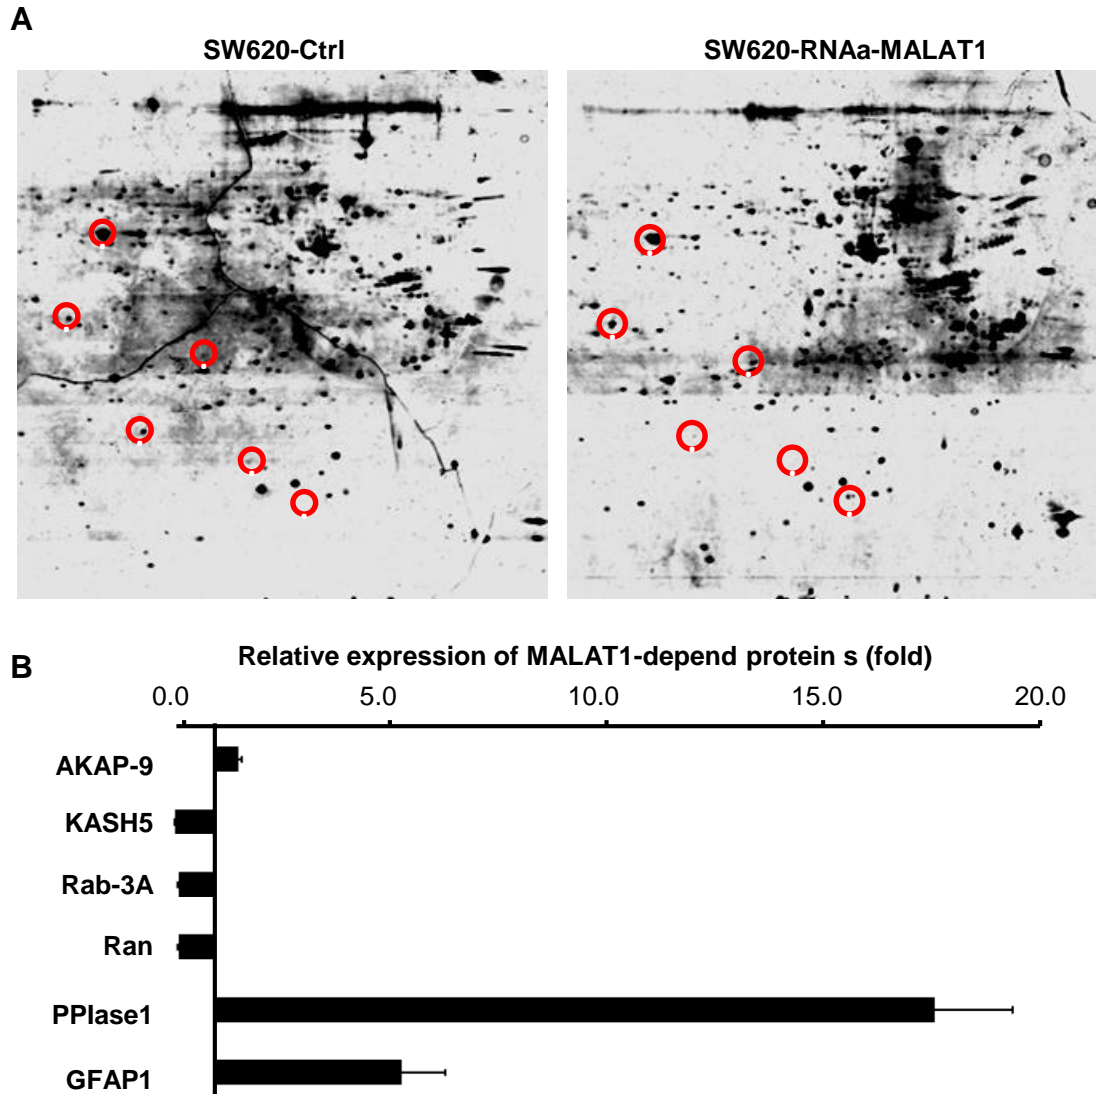 A
SW620-Ctrl
SW620-RNAa-MALAT1
B
Relative expression of MALAT1-depend protein s (fold)
0.0 5.0 10.0 15.0 20.0
AKAP-9
KASH5
Rab-3A
Ran
PPIase1
GFAP1